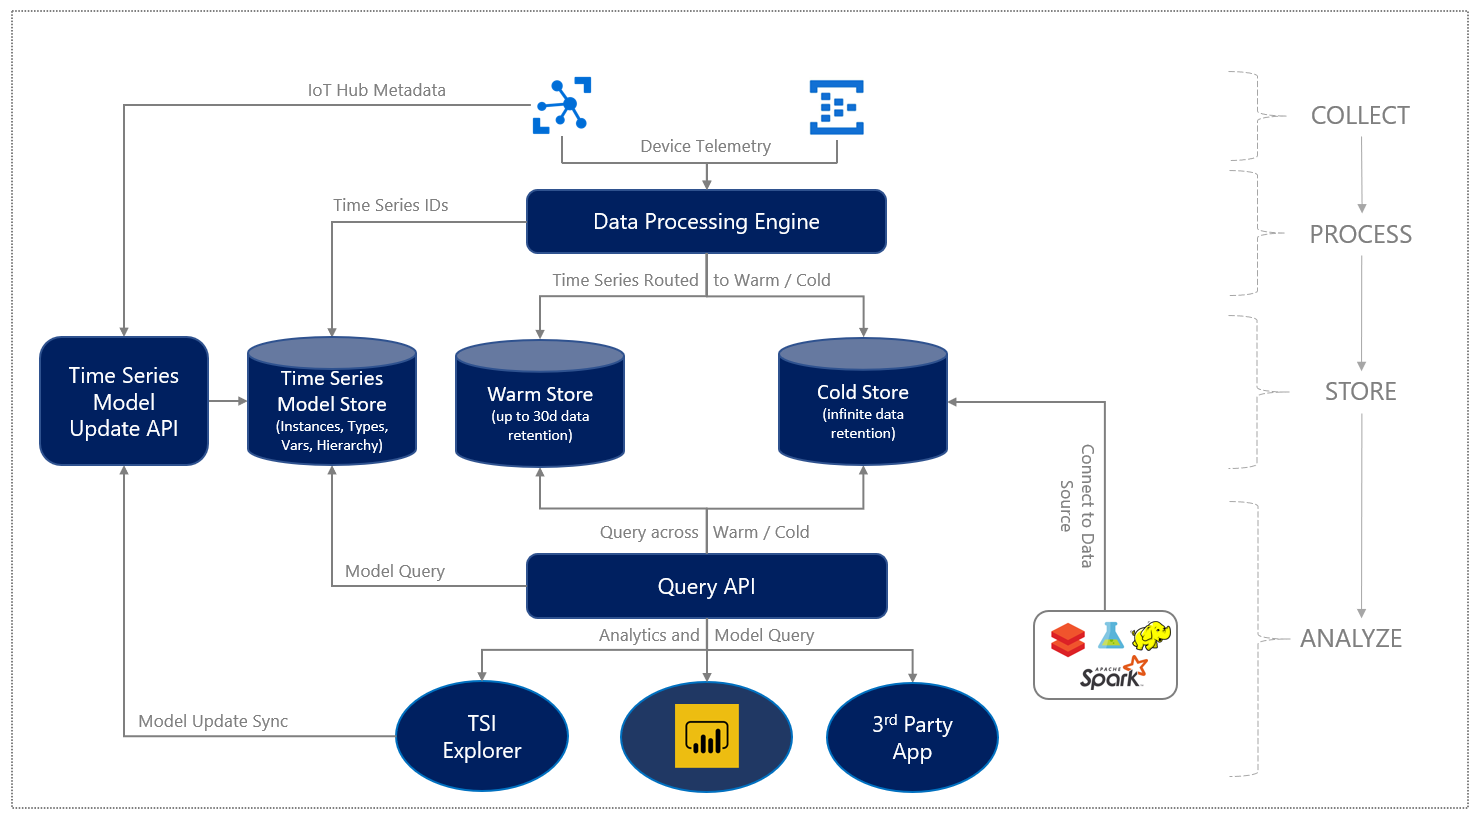 IoT Hub Metadata
COLLECT
Device Telemetry
Time Series IDs
Data Processing Engine
PROCESS
Time Series Routed to Warm / Cold
Time Series
Model
Update API
Time Series
Model Store
(Instances, Types,
Vars, Hierarchy)
Warm Store
(up to 30d data
retention)
Cold Store
(infinite data
retention)
STORE
Connect to Data
Source
Query across Warm / Cold
Model Query
Query API
Analytics and Model Query
ANALYZE
APACHE
Spark
Model Update Sync
TSI
Explorer
3rd Party
App